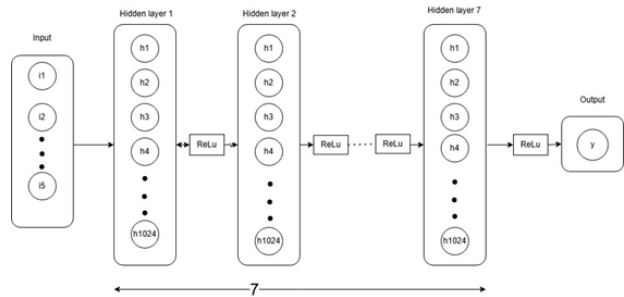 Hidden layer 1
Hidden layer 2
Hidden layer 7
Input
Output
i1
i2
i5
h1
h2
h3
h4
h1024
ReLu
h1
h2
h3
h4
h1024
ReLu
ReLu
h1
h2
h3
h4
h1024
ReLu
y
7